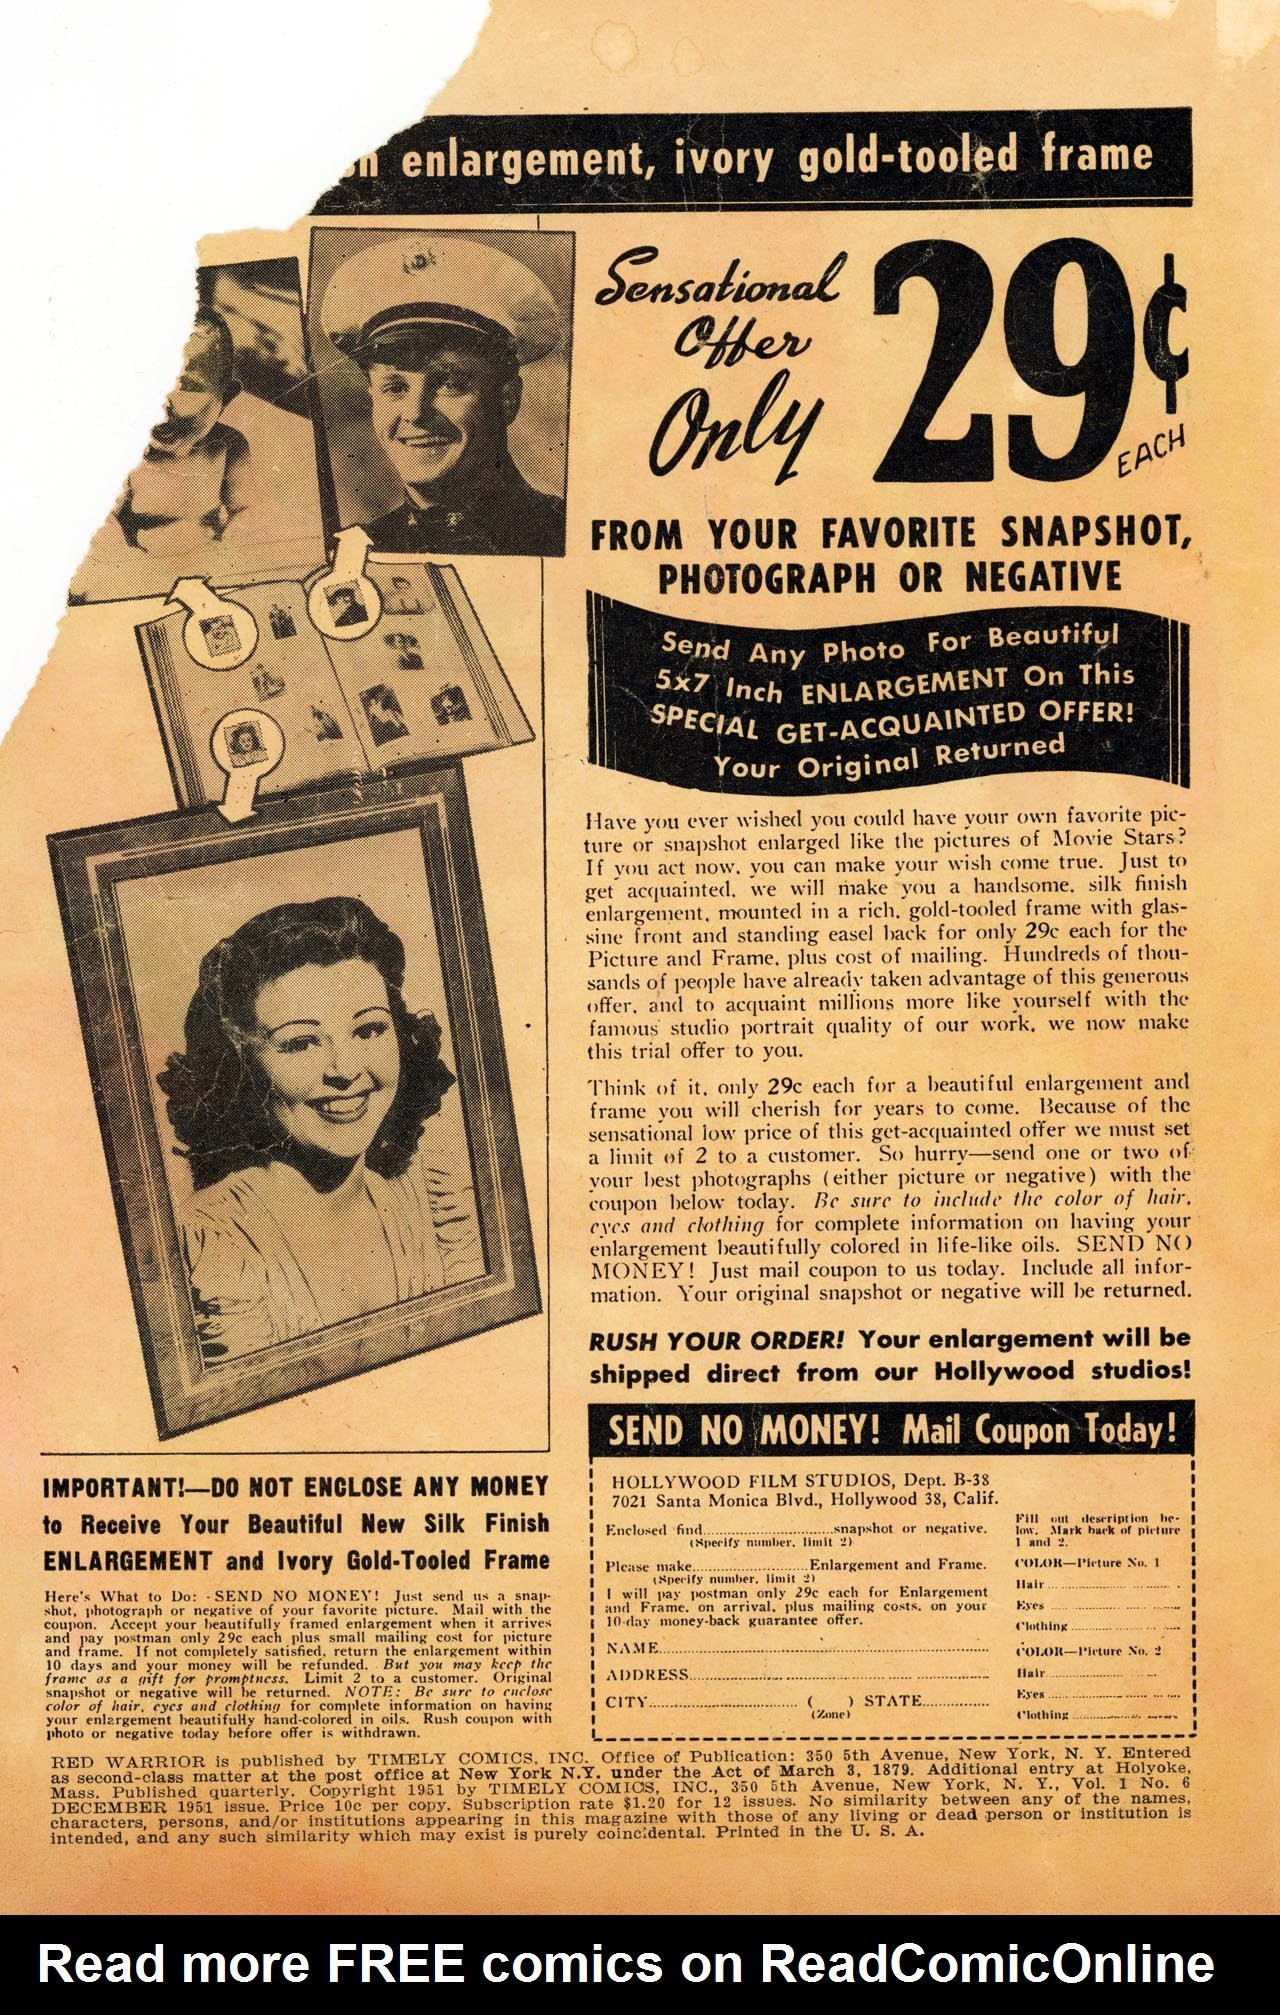 enlargement, ivory gold-tooled frame
Sensational
Offer
Only
29¢
EACH
FROM YOUR FAVORITE SNAPSHOT,
PHOTOGRAPH OR NEGATIVE
Send Any Photo For Beautiful
5x7 Inch ENLARGEMENT On This
SPECIAL GET-ACQUAINTED OFFER!
Your Original Returned
Have you ever wished you could have your own favorite pic-
ture or snapshot enlarged like the pictures of Movie Stars?
If you act now, you can make your wish come true. Just to
get acquainted, we will make you a handsome, silk finish
enlargement, mounted in a rich, gold-tooled frame with glas-
sine front and standing easel back for only 29c each for the
Picture and Frame, plus cost of mailing. Hundreds of thou-
sands of people have already taken advantage of this generous
offer, and to acquaint millions more like yourself with the
famous studio portrait quality of our work, we now make
this trial offer to you.
Think of it, only 29c each for a beautiful enlargement and
frame you will cherish for years to come. Because of the
sensational low price of this get-acquainted offer we must set
a limit of 2 to a customer. So hurry—send one or two of
your best photographs (either picture or negative) with the
coupon below today. Be sure to include the color of hair,
eyes and clothing for complete information on having your
enlargement beautifully colored in life-like oils. SEND NO
MONEY! Just mail coupon to us today. Include all infor-
mation. Your original snapshot or negative will be returned.
RUSH YOUR ORDER! Your enlargement will be
shipped direct from our Hollywood studios!
IMPORTANT!—DO NOT ENCLOSE ANY MONEY
to Receive Your Beautiful New Silk Finish
ENLARGEMENT and Ivory Gold-Tooled Frame
Here's What to Do: - SEND NO MONEY! Just send us a snap-
shot, photograph or negative of your favorite picture. Mail with the
coupon. Accept your beautifully framed enlargement when it arrives
and pay postman only 29c each plus small mailing cost for picture
and frame. If not completely satisfied, return the enlargement within
10 days and your money will be refunded. But you may keep the
frame as a gift for promptness. Limit 2 to a customer. Original
snapshot or negative will be returned. NOTE: Be sure to enclose
color of hair, eyes and clothing for complete information on having
your enlargement beautifully hand-colored in oils. Rush coupon with
photo or negative today before offer is withdrawn.
SEND NO MONEY! Mail Coupon Today!
HOLLYWOOD FILM STUDIOS, Dept. B-38
7021 Santa Monica Blvd., Hollywood 38, Calif.
Enclosed find..............................snapshot or negative.
(Specify number, limit 2)
Please make..........................Enlargement and Frame.
(Specify number, limit 2)
I will pay postman only 29c each for Enlargement
and Frame, on arrival, plus mailing costs, on your
10-day money-back guarantee offer.
NAME
ADDRESS
CITY ( ) STATE
(Zone)
Fill out description be-
low. Mark back of picture
1 and 2.
COLOR—Picture No. 1
Hair
Eyes
Clothing
COLOR—Picture No. 2
Hair
Eyes
Clothing
RED WARRIOR is published by TIMELY COMICS, INC. Office of Publication: 350 5th Avenue, New York, N. Y. Entered
as second-class matter at the post office at New York N.Y. under the Act of March 3, 1879. Additional entry at Holyoke,
Mass. Published quarterly. Copyright 1951 by TIMELY COMICS, INC., 350 5th Avenue, New York, N. Y., Vol. 1 No. 6
DECEMBER 1951 issue. Price 10c per copy. Subscription rate $1.20 for 12 issues. No similarity between any of the names,
characters, persons, and/or institutions appearing in this magazine with those of any living or dead person or institution is
intended, and any such similarity which may exist is purely coincidental. Printed in the U. S. A.
Read more FREE comics on ReadComicOnline